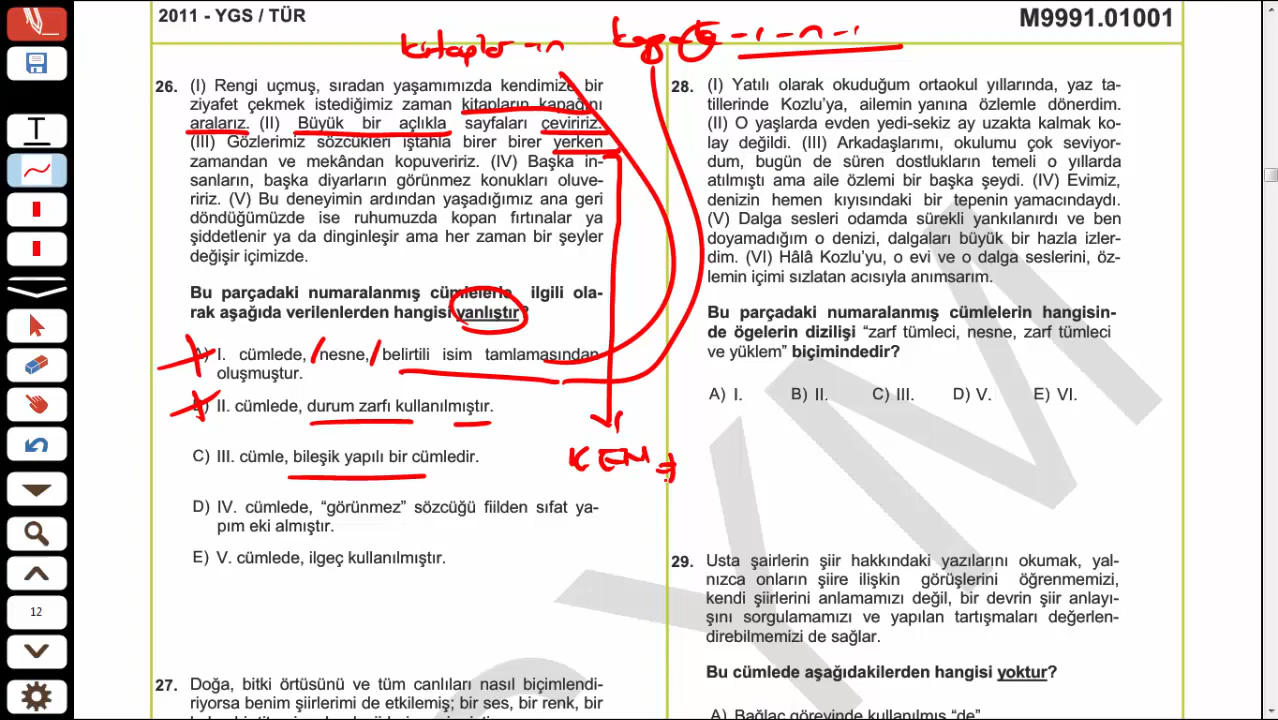 2011 - YGS / TÜR
M9991.01001
kitaplar - ın
26. (I) Rengi uçmuş, sıradan yaşamımızda kendimize bir
ziyafet çekmek istediğimiz zaman kitapların kapağını
aralarız. (II) Büyük bir açlıkla sayfaları çeviririz.
(III) Gözlerimiz sözcükleri iştahla birer birer yerken
zamandan ve mekândan kopuveririz. (IV) Başka in-
sanların, başka diyarların görünmez konukları oluve-
ririz. (V) Bu deneyimin ardından yaşadığımız ana geri
döndüğümüzde ise ruhumuzda kopan fırtınalar ya
şiddetlenir ya da dinginleşir ama her zaman bir şeyler
değişir içimizde.
Bu parçadaki numaralanmış cümlelerle ilgili ola-
rak aşağıda verilenlerden hangisi yanlıştır?
A) I. cümlede, nesne, belirtili isim tamlamasından
oluşmuştur.
B) II. cümlede, durum zarfı kullanılmıştır.
C) III. cümle, bileşik yapılı bir cümledir.
KEN
D) IV. cümlede, “görünmez” sözcüğü fiilden sıfat ya-
pım eki almıştır.
E) V. cümlede, ilgeç kullanılmıştır.
27. Doğa, bitki örtüsünü ve tüm canlıları nasıl biçimlendi-
riyorsa benim şiirlerimi de etkilemiş; bir ses, bir renk, bir
28. (I) Yatılı olarak okuduğum ortaokul yıllarında, yaz ta-
tillerinde Kozlu’ya, ailemin yanına özlemle dönerdim.
(II) O yaşlarda evden yedi-sekiz ay uzakta kalmak ko-
lay değildi. (III) Arkadaşlarımı, okulumu çok seviyor-
dum, bugün de süren dostlukların temeli o yıllarda
atılmıştı ama aile özlemi bir başka şeydi. (IV) Evimiz,
denizin hemen kıyısındaki bir tepenin yamacındaydı.
(V) Dalga sesleri odamda sürekli yankılanırdı ve ben
doyamadığım o denizi, dalgaları büyük bir hazla izler-
dim. (VI) Hâlâ Kozlu’yu, o evi ve o dalga seslerini, öz-
lemin içimi sızlatan acısıyla anımsarım.
Bu parçadaki numaralanmış cümlelerin hangisin-
de ögelerin dizilişi “zarf tümleci, nesne, zarf tümleci
ve yüklem” biçimindedir?
A) I. B) II. C) III. D) V. E) VI.
29. Usta şairlerin şiir hakkındaki yazılarını okumak, yal-
nızca onların şiire ilişkin görüşlerini öğrenmemizi,
kendi şiirlerini anlamamızı değil, bir devrin şiir anlayı-
şını sorgulamamızı ve yapılan tartışmaları değerlen-
direbilmemizi de sağlar.
Bu cümlede aşağıdakilerden hangisi yoktur?
A) Bağlaç görevinde kullanılmış “de”
T
12